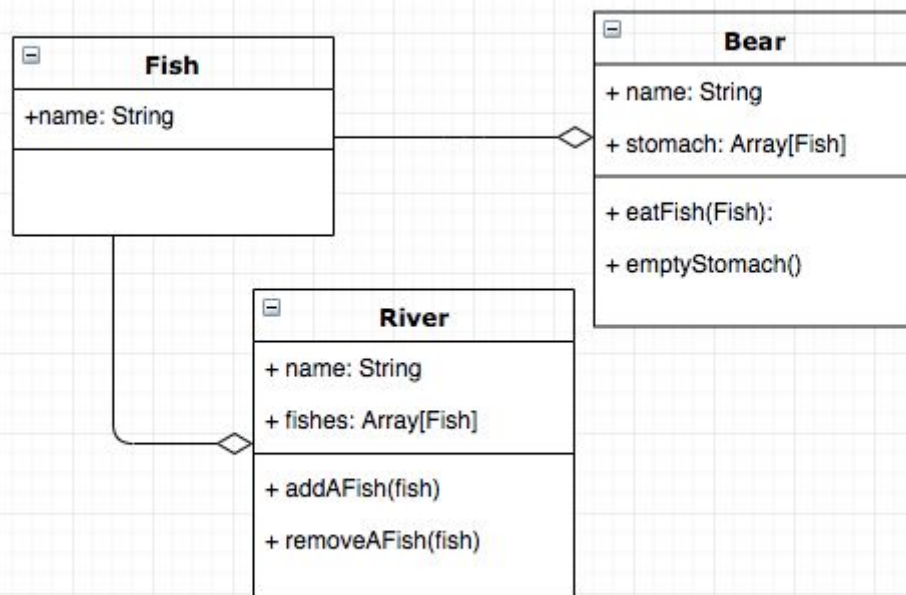 Fish
+name: String
Bear
+ name: String
+ stomach: Array[Fish]
+ eatFish(Fish):
+ emptyStomach()
River
+ name: String
+ fishes: Array[Fish]
+ addAFish(fish)
+ removeAFish(fish)